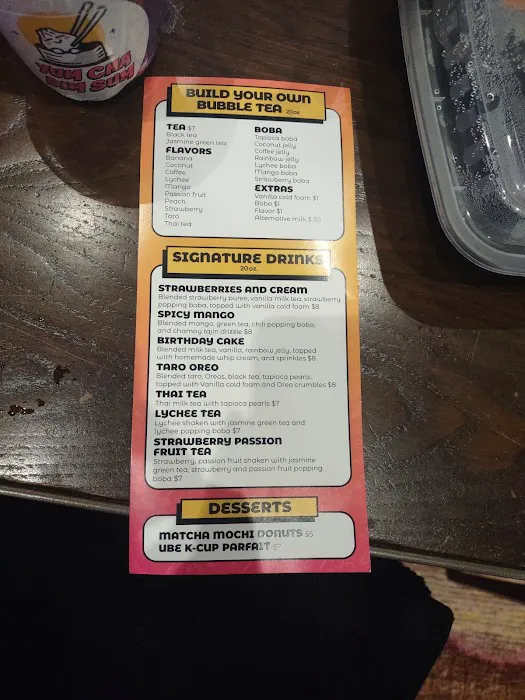 YUM CHA
DIM SUM
BUILD YOUR OWN
BUBBLE TEA 20oz.
TEA $7
Black tea
Jasmine green tea
FLAVORS
Banana
Coconut
Coffee
Lychee
Mango
Passion fruit
Peach
Strawberry
Taro
Thai tea
BOBA
Tapioca boba
Coconut jelly
Coffee jelly
Rainbow jelly
Lychee boba
Mango boba
Strawberry boba
EXTRAS
Vanilla cold foam $1
Boba $1
Flavor $1
Alternative milk $.50
SIGNATURE DRINKS
20oz.
STRAWBERRIES AND CREAM
Blended strawberry puree, vanilla milk tea, strawberry
popping boba, topped with vanilla cold foam $8
SPICY MANGO
Blended mango, green tea, chili popping boba,
and chamoy tajin drizzle $8
BIRTHDAY CAKE
Blended milk tea, vanilla, rainbow jelly, topped
with homemade whip cream, and sprinkles $8
TARO OREO
Blended taro, Oreos, black tea, tapioca pearls,
topped with Vanilla cold foam and Oreo crumbles $8
THAI TEA
Thai milk tea with tapioca pearls $7
LYCHEE TEA
Lychee shaken with jasmine green tea and
lychee popping boba $7
STRAWBERRY PASSION
FRUIT TEA
Strawberry, passion fruit shaken with jasmine
green tea, strawberry and passion fruit popping
boba $7
DESSERTS
MATCHA MOCHI DONUTS $5
UBE K-CUP PARFAIT $7